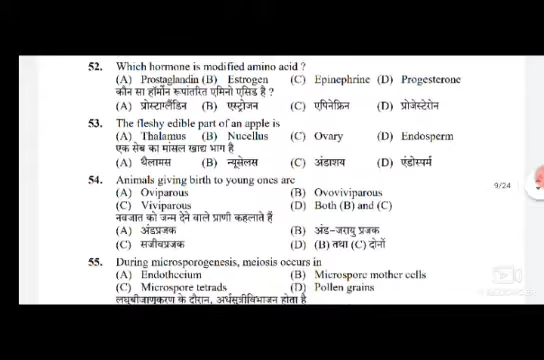 52. Which hormone is modified amino acid ?
(A) Prostaglandin (B) Estrogen (C) Epinephrine (D) Progesterone
कौन सा हॉर्मोन रूपांतरित एमिनो एसिड है ?
(A) प्रोस्टाग्लैंडिन (B) एस्ट्रोजन (C) एपिनेफ्रिन (D) प्रोजेस्टेरोन
53. The fleshy edible part of an apple is
(A) Thalamus (B) Nucellus (C) Ovary (D) Endosperm
एक सेब का मांसल खाद्य भाग है
(A) थैलामस (B) न्यूसेलस (C) अंडाशय (D) एंडोस्पर्म
54. Animals giving birth to young ones are
(A) Oviparous (B) Ovoviviparous
(C) Viviparous (D) Both (B) and (C)
नवजात को जन्म देने वाले प्राणी कहलाते हैं
(A) अंडप्रजक (B) अंड-जरायु प्रजक
(C) सजीवप्रजक (D) (B) तथा (C) दोनों
9/24
55. During microsporogenesis, meiosis occurs in
(A) Endothecium (B) Microspore mother cells
(C) Microspore tetrads (D) Pollen grains
लघुबीजाणुकरण के दौरान, अर्धसूत्रीविभाजन होता है